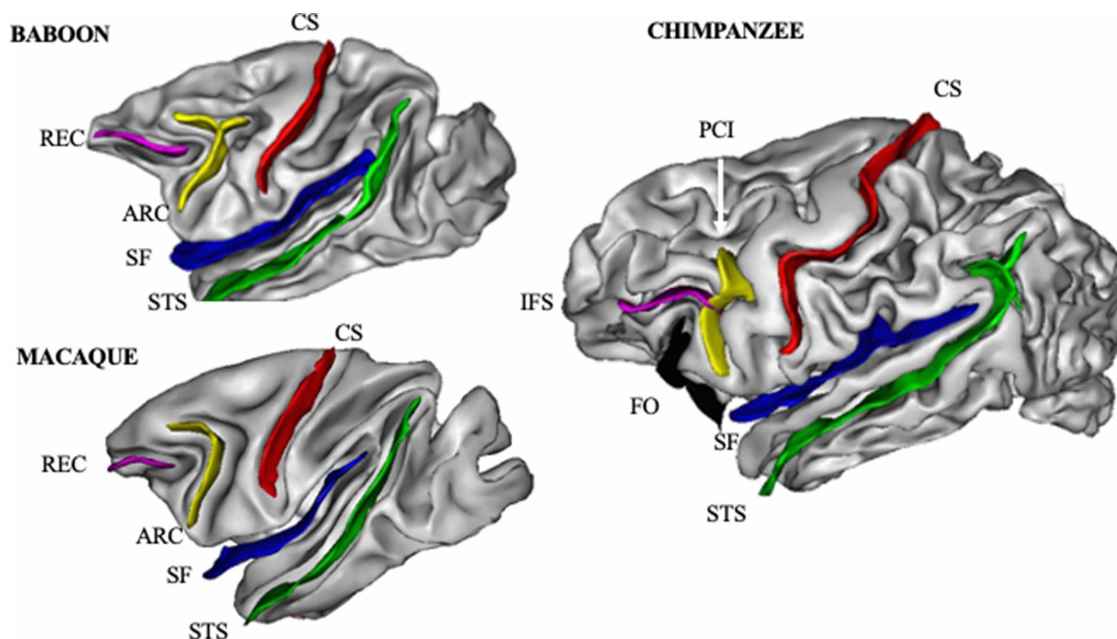 BABOON
CS
REC
ARC
SF
STS
MACAQUE
CS
REC
ARC
SF
STS
CHIMPANZEE
CS
PCI
IFS
FO
SF
STS